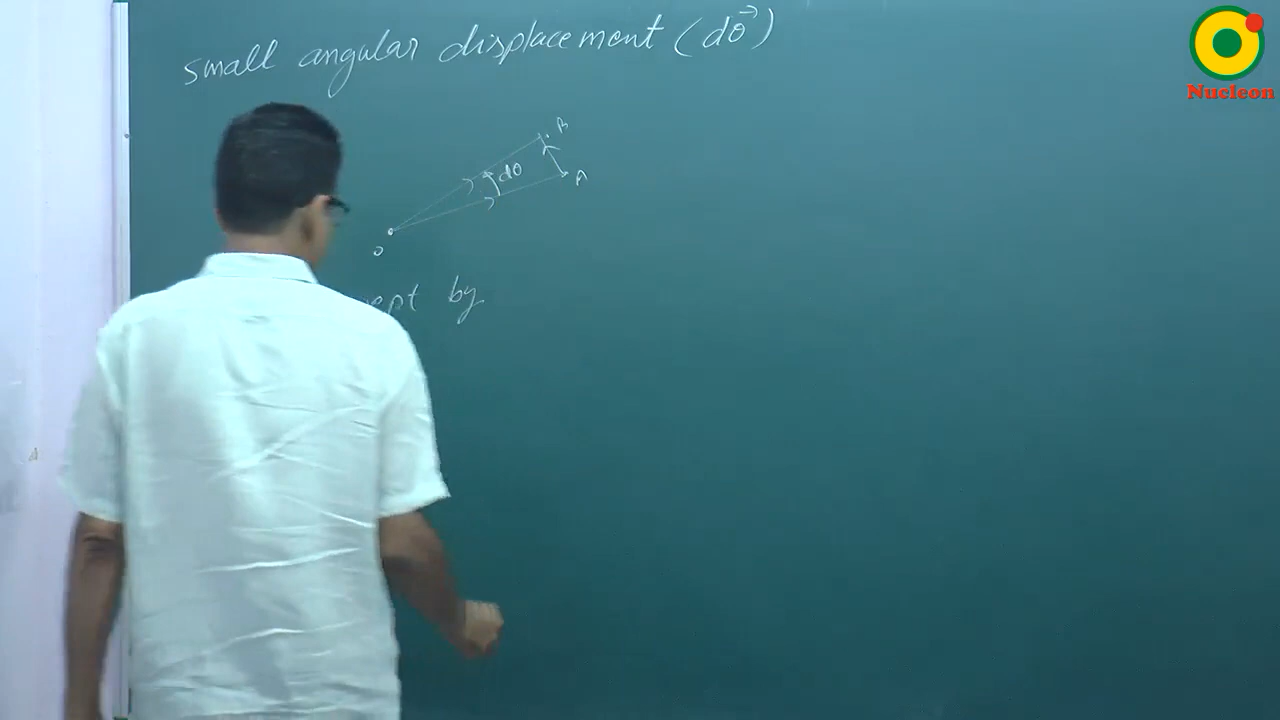 small angular displacement (dθ⃗)
B
dθ
A
O
by
Nucleon